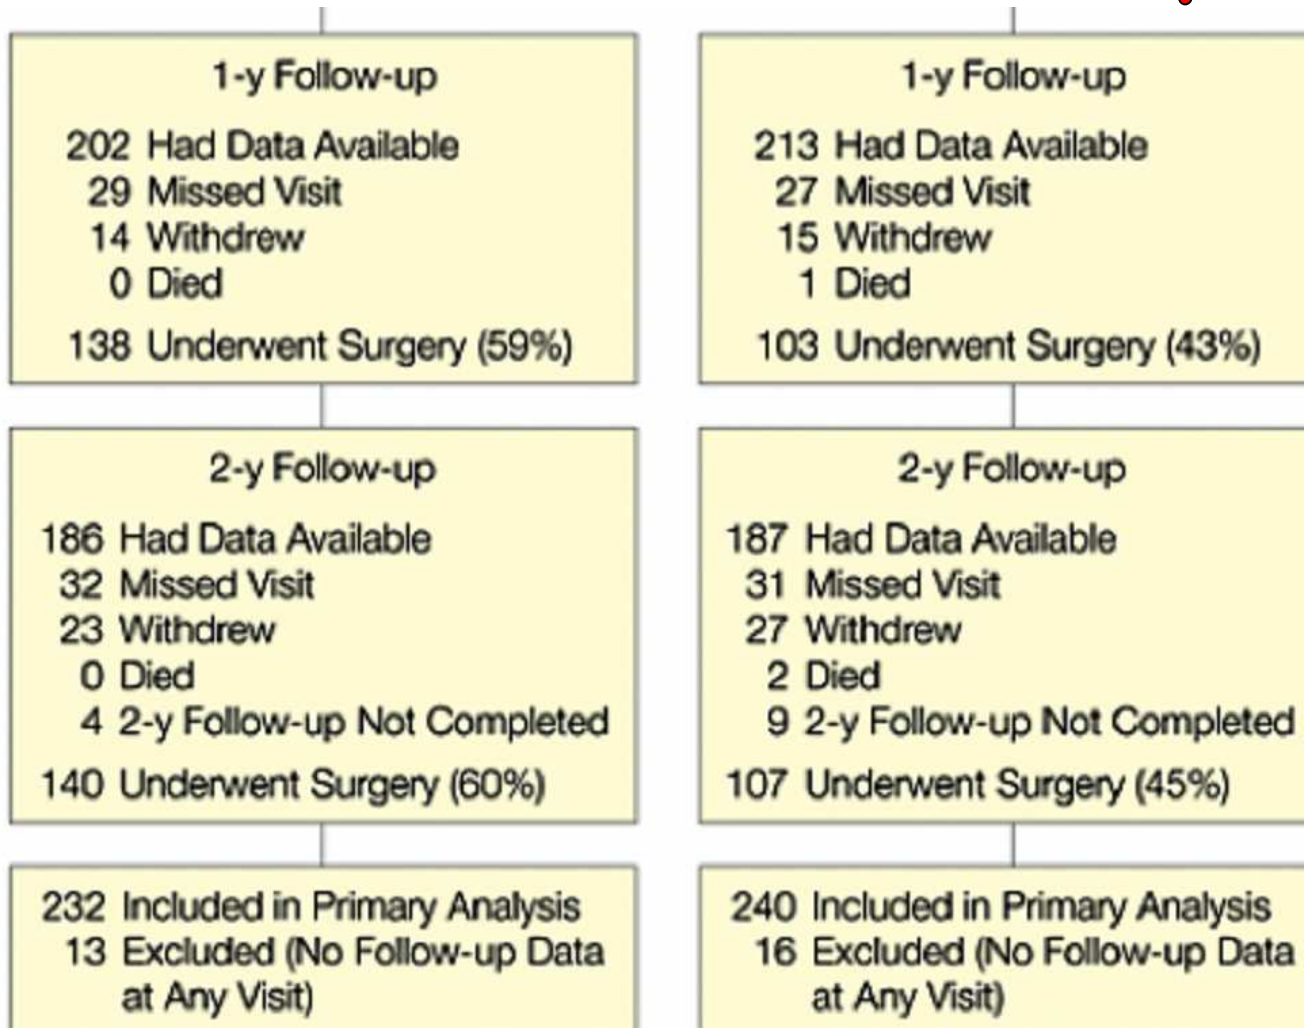 1-y Follow-up
202 Had Data Available
29 Missed Visit
14 Withdrew
0 Died
138 Underwent Surgery (59%)
2-y Follow-up
186 Had Data Available
32 Missed Visit
23 Withdrew
0 Died
4 2-y Follow-up Not Completed
140 Underwent Surgery (60%)
232 Included in Primary Analysis
13 Excluded (No Follow-up Data
at Any Visit)
1-y Follow-up
213 Had Data Available
27 Missed Visit
15 Withdrew
1 Died
103 Underwent Surgery (43%)
2-y Follow-up
187 Had Data Available
31 Missed Visit
27 Withdrew
2 Died
9 2-y Follow-up Not Completed
107 Underwent Surgery (45%)
240 Included in Primary Analysis
16 Excluded (No Follow-up Data
at Any Visit)